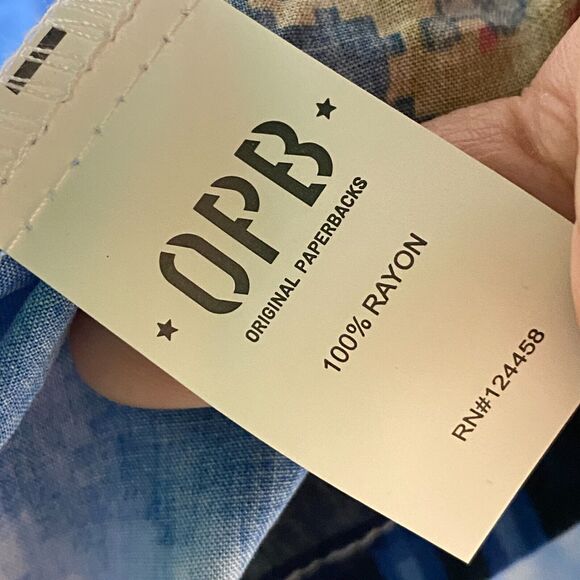 OPB
ORIGINAL PAPERBACKS
100% RAYON
RN#124458